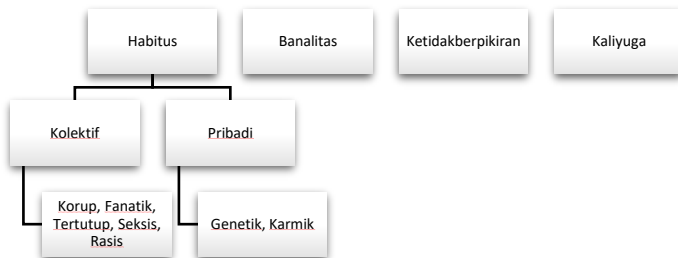 Habitus
Banalitas
Ketidakberpikiran
Kaliyuga
Kolektif
Pribadi
Korup, Fanatik,
Tertutup, Seksis,
Rasis
Genetik, Karmik